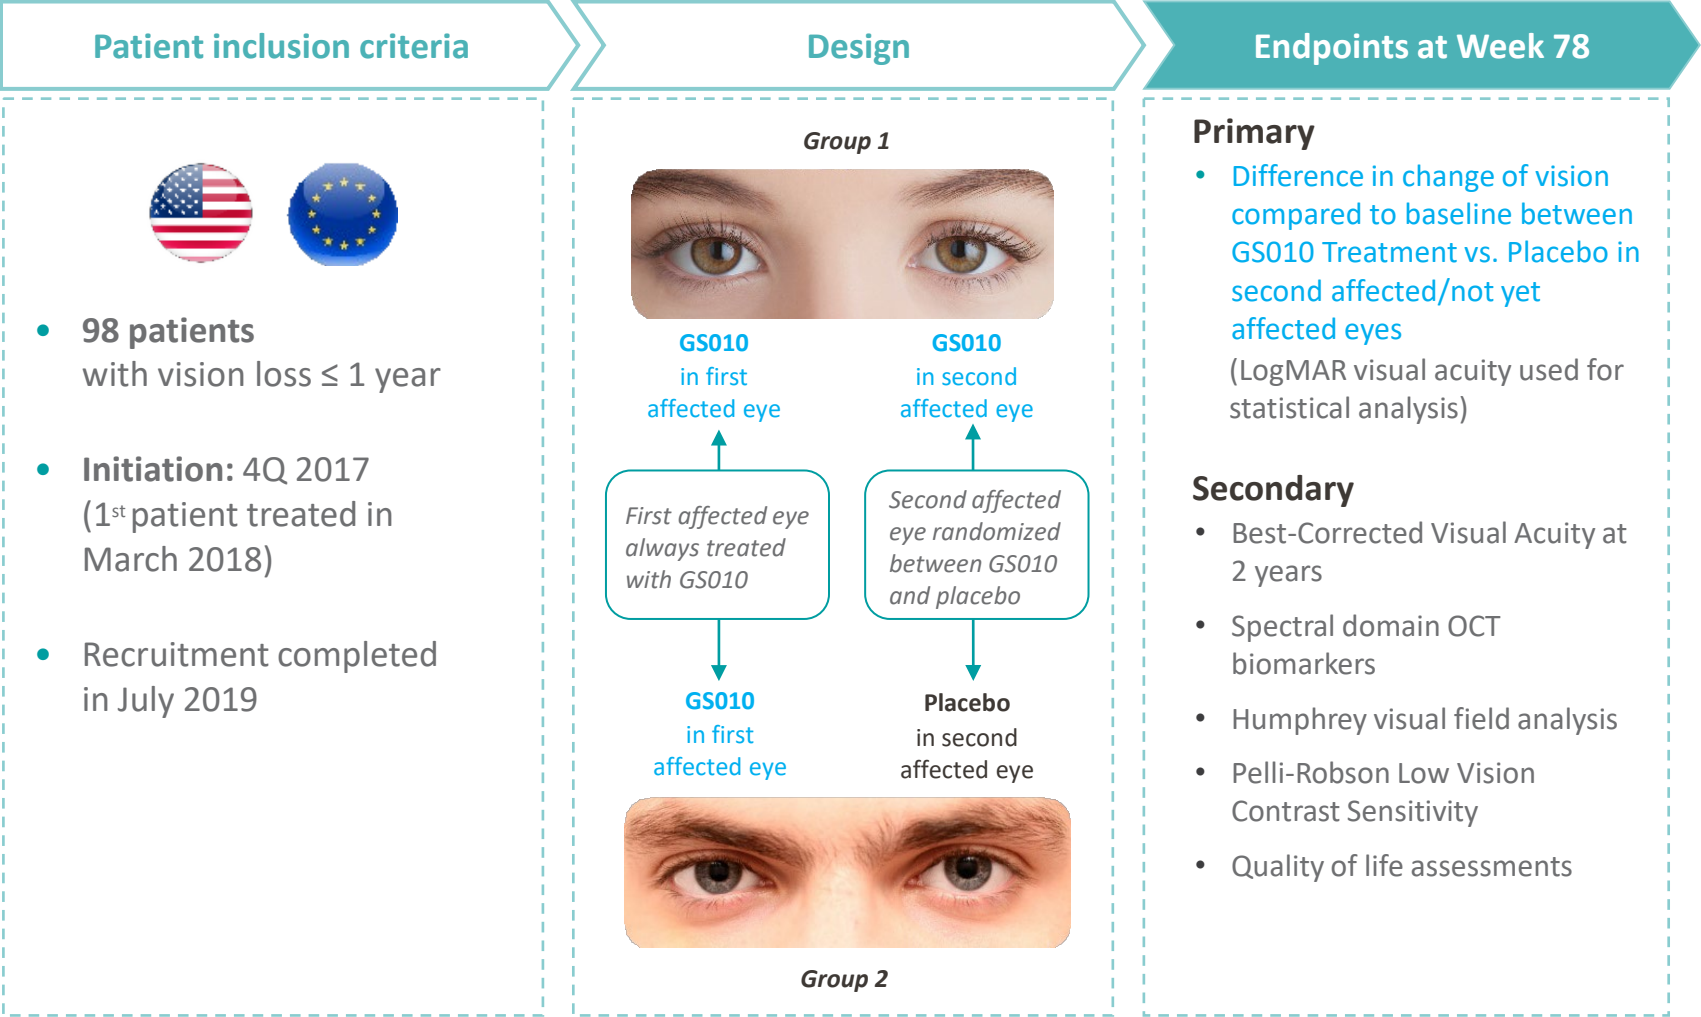 Patient inclusion criteria
Design
Endpoints at Week 78
• 98 patients
with vision loss ≤ 1 year
• Initiation: 4Q 2017
(1st patient treated in
March 2018)
• Recruitment completed
in July 2019
Group 1
GS010
in first
affected eye
GS010
in second
affected eye
First affected eye
always treated
with GS010
Second affected
eye randomized
between GS010
and placebo
GS010
in first
affected eye
Placebo
in second
affected eye
Group 2
Primary
• Difference in change of vision
compared to baseline between
GS010 Treatment vs. Placebo in
second affected/not yet
affected eyes
(LogMAR visual acuity used for
statistical analysis)
Secondary
• Best-Corrected Visual Acuity at
2 years
• Spectral domain OCT
biomarkers
• Humphrey visual field analysis
• Pelli-Robson Low Vision
Contrast Sensitivity
• Quality of life assessments